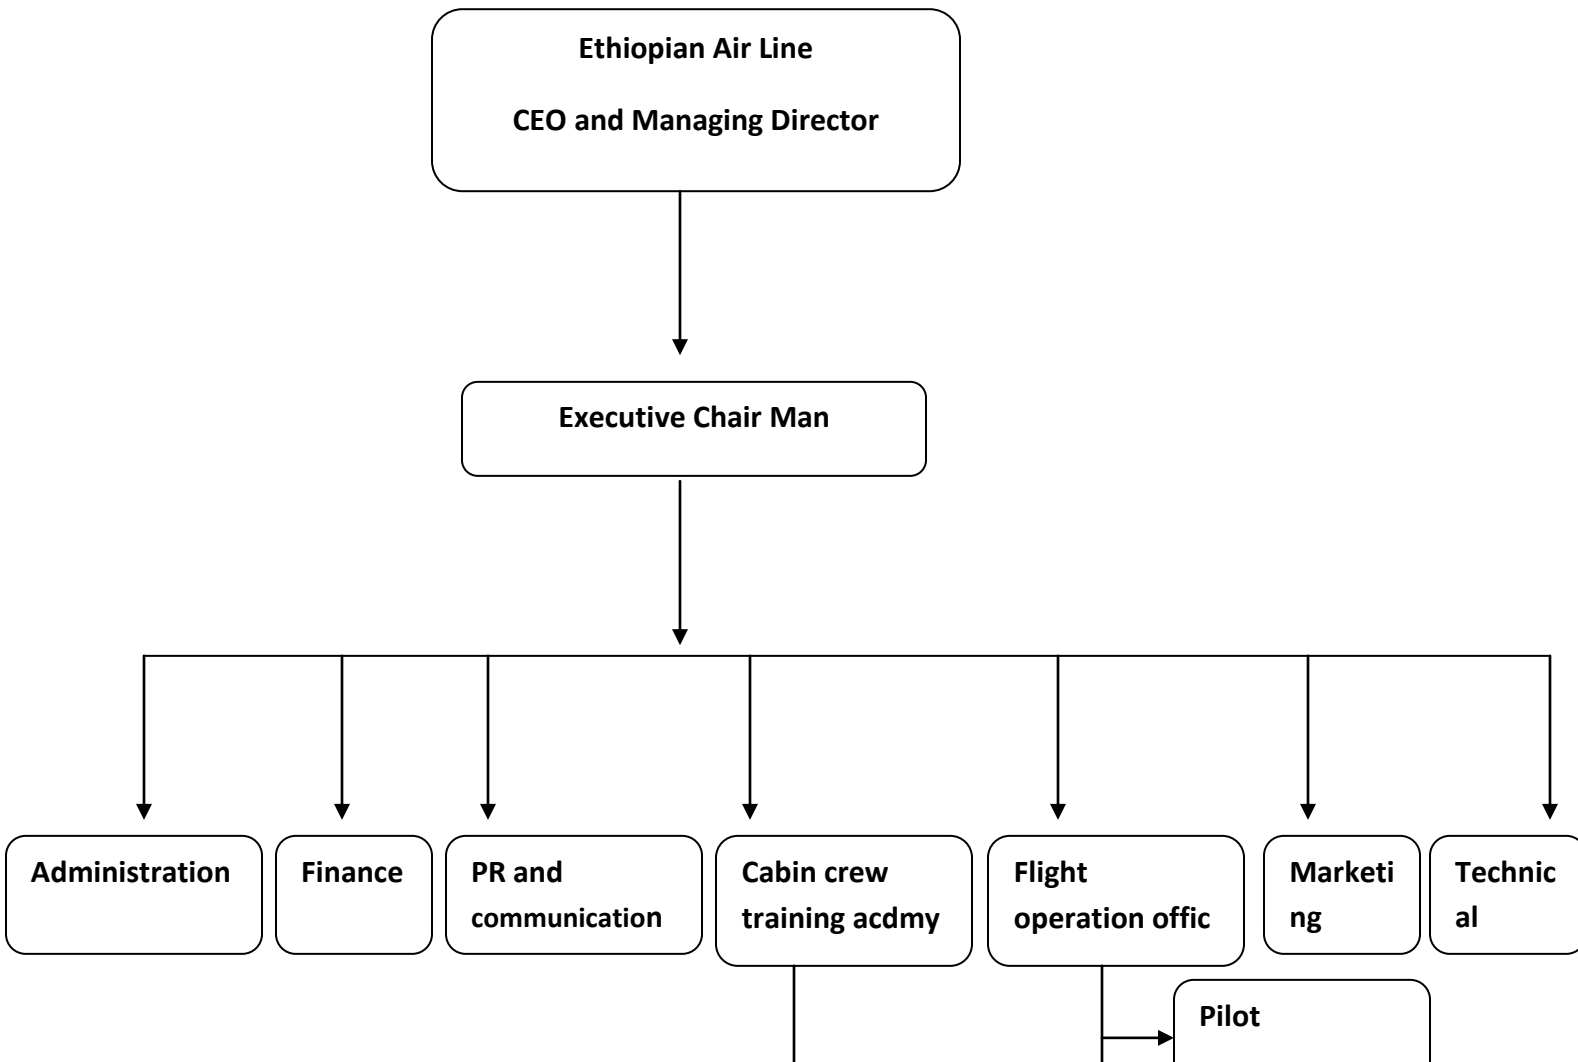 Ethiopian Air Line
CEO and Managing Director
Executive Chair Man
Administration
Finance
PR and
communication
Cabin crew
training acdmy
Flight
operation offic
Marketi
ng
Technic
al
Pilot